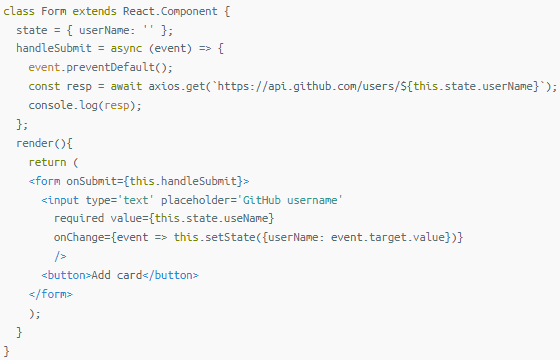 class Form extends React.Component {
state = { userName: '' };
handleSubmit = async (event) => {
event.preventDefault();
const resp = await axios.get(`https://api.github.com/users/${this.state.userName}`);
console.log(resp);
};
render(){
return (
<form onSubmit={this.handleSubmit}>
<input type='text' placeholder='GitHub username'
required value={this.state.useName}
onChange={event => this.setState({userName: event.target.value})}
/>
<button>Add card</button>
</form>
);
}
}